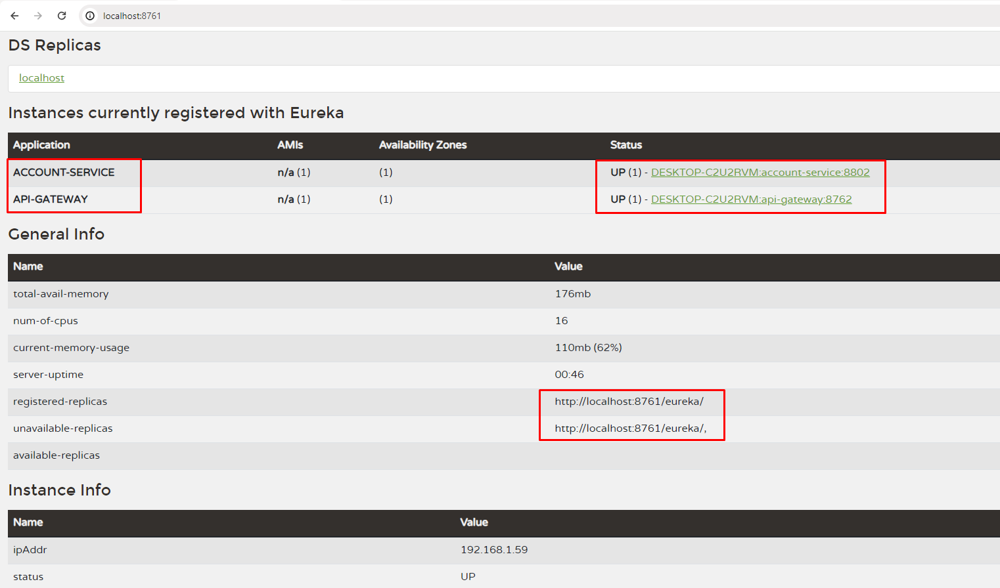 localhost:8761
DS Replicas
localhost
Instances currently registered with Eureka
Application AMIs Availability Zones Status
ACCOUNT-SERVICE n/a (1) (1) UP (1) - DESKTOP-C2U2RVM:account-service:8802
API-GATEWAY n/a (1) (1) UP (1) - DESKTOP-C2U2RVM:api-gateway:8762
General Info
Name Value
total-avail-memory 176mb
num-of-cpus 16
current-memory-usage 110mb (62%)
server-uptime 00:46
registered-replicas http://localhost:8761/eureka/
unavailable-replicas http://localhost:8761/eureka/,
available-replicas
Instance Info
Name Value
ipAddr 192.168.1.59
status UP